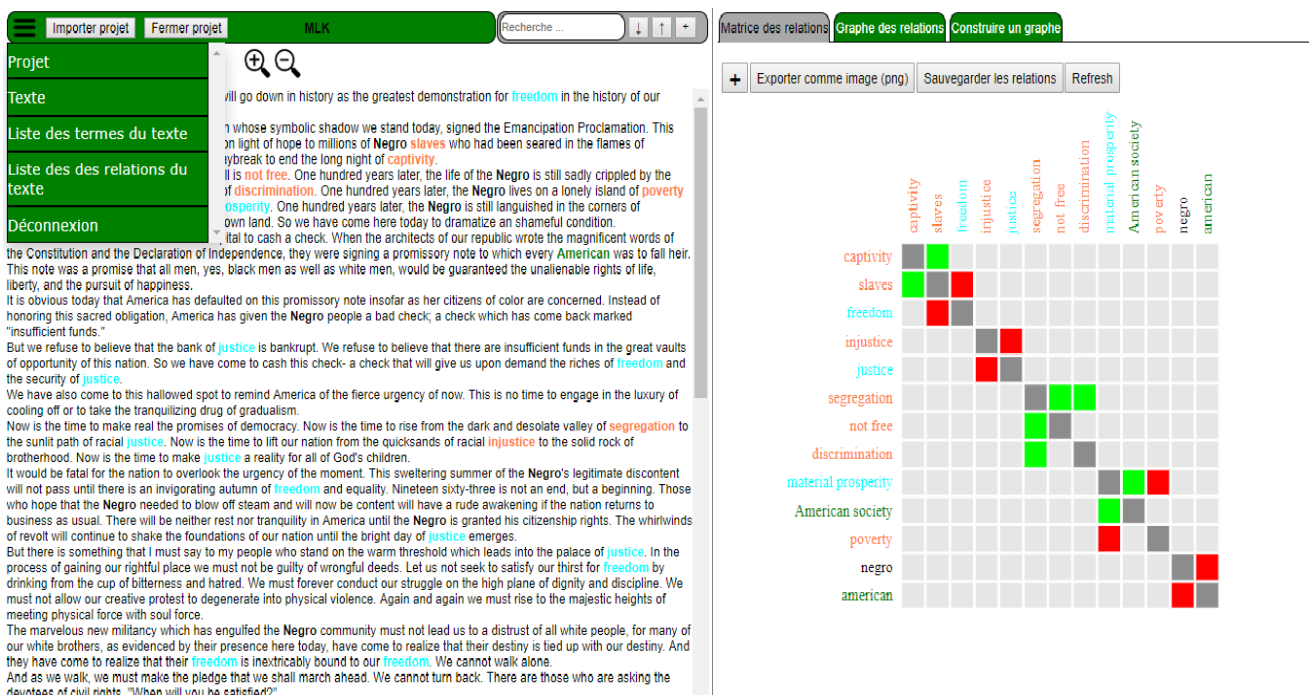 Importer projet Fermer projet MLK Recherche ... ↓ ↑ +
Projet
Texte
Liste des termes du texte
Liste des des relations du
texte
Déconnexion
will go down in history as the greatest demonstration for freedom in the history of our
n whose symbolic shadow we stand today, signed the Emancipation Proclamation. This
on light of hope to millions of Negro slaves who had been seared in the flames of
aybreak to end the long night of captivity.
ll is not free. One hundred years later, the life of the Negro is still sadly crippled by the
of discrimination. One hundred years later, the Negro lives on a lonely island of poverty
osperity. One hundred years later, the Negro is still languished in the corners of
own land. So we have come here today to dramatize an shameful condition.
ital to cash a check. When the architects of our republic wrote the magnificent words of
the Constitution and the Declaration of Independence, they were signing a promissory note to which every American was to fall heir.
This note was a promise that all men, yes, black men as well as white men, would be guaranteed the unalienable rights of life,
liberty, and the pursuit of happiness.
It is obvious today that America has defaulted on this promissory note insofar as her citizens of color are concerned. Instead of
honoring this sacred obligation, America has given the Negro people a bad check; a check which has come back marked
"insufficient funds."
But we refuse to believe that the bank of justice is bankrupt. We refuse to believe that there are insufficient funds in the great vaults
of opportunity of this nation. So we have come to cash this check- a check that will give us upon demand the riches of freedom and
the security of justice.
We have also come to this hallowed spot to remind America of the fierce urgency of now. This is no time to engage in the luxury of
cooling off or to take the tranquilizing drug of gradualism.
Now is the time to make real the promises of democracy. Now is the time to rise from the dark and desolate valley of segregation to
the sunlit path of racial justice. Now is the time to lift our nation from the quicksands of racial injustice to the solid rock of
brotherhood. Now is the time to make justice a reality for all of God's children.
It would be fatal for the nation to overlook the urgency of the moment. This sweltering summer of the Negro's legitimate discontent
will not pass until there is an invigorating autumn of freedom and equality. Nineteen sixty-three is not an end, but a beginning. Those
who hope that the Negro needed to blow off steam and will now be content will have a rude awakening if the nation returns to
business as usual. There will be neither rest nor tranquility in America until the Negro is granted his citizenship rights. The whirlwinds
of revolt will continue to shake the foundations of our nation until the bright day of justice emerges.
But there is something that I must say to my people who stand on the warm threshold which leads into the palace of justice. In the
process of gaining our rightful place we must not be guilty of wrongful deeds. Let us not seek to satisfy our thirst for freedom by
drinking from the cup of bitterness and hatred. We must forever conduct our struggle on the high plane of dignity and discipline. We
must not allow our creative protest to degenerate into physical violence. Again and again we must rise to the majestic heights of
meeting physical force with soul force.
The marvelous new militancy which has engulfed the Negro community must not lead us to a distrust of all white people, for many of
our white brothers, as evidenced by their presence here today, have come to realize that their destiny is tied up with our destiny. And
they have come to realize that their freedom is inextricably bound to our freedom. We cannot walk alone.
And as we walk, we must make the pledge that we shall march ahead. We cannot turn back. There are those who are asking the
devotees of civil rights, "When will you be satisfied?"
Matrice des relations Graphe des relations Construire un graphe
+ Exporter comme image (png) Sauvegarder les relations Refresh
captivity
slaves
freedom
injustice
justice
segregation
not free
discrimination
material prosperity
American society
poverty
negro
american
captivity
slaves
freedom
injustice
justice
segregation
not free
discrimination
material prosperity
American society
poverty
negro
american